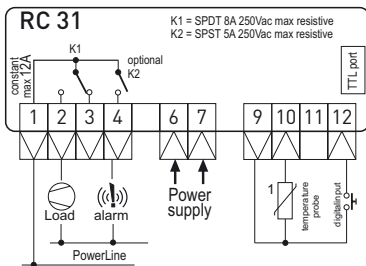 RC 31
K1 = SPDT 8A 250Vac max resistive
K2 = SPST 5A 250Vac max resistive
constant
max 12A
K1
optional
K2
TTL port
1 2 3 4 6 7 9 10 11 12
Load
alarm
Power
supply
1
temperature
probe
digitalinput
PowerLine